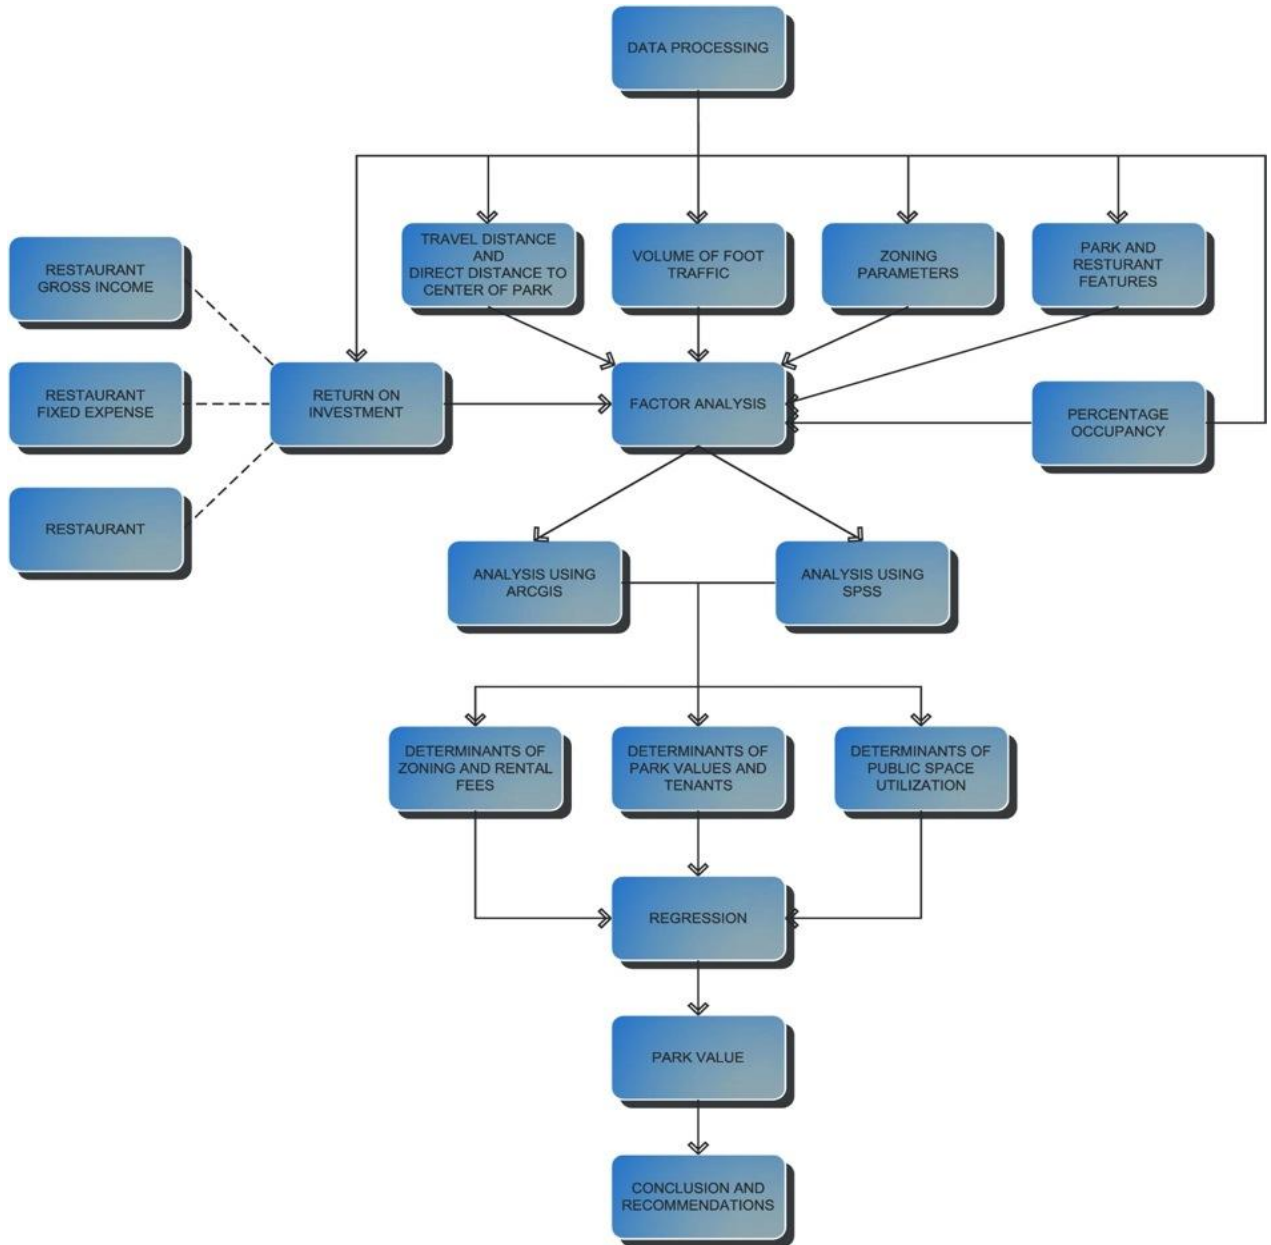 DATA PROCESSING
TRAVEL DISTANCE
AND
DIRECT DISTANCE TO
CENTER OF PARK
VOLUME OF FOOT
TRAFFIC
ZONING
PARAMETERS
PARK AND
RESTURANT
FEATURES
RESTAURANT
GROSS INCOME
RESTAURANT
FIXED EXPENSE
RETURN ON
INVESTMENT
FACTOR ANALYSIS
PERCENTAGE
OCCUPANCY
RESTAURANT
ANALYSIS USING
ARCGIS
ANALYSIS USING
SPSS
DETERMINANTS OF
ZONING AND RENTAL
FEES
DETERMINANTS OF
PARK VALUES AND
TENANTS
DETERMINANTS OF
PUBLIC SPACE
UTILIZATION
REGRESSION
PARK VALUE
CONCLUSION AND
RECOMMENDATIONS